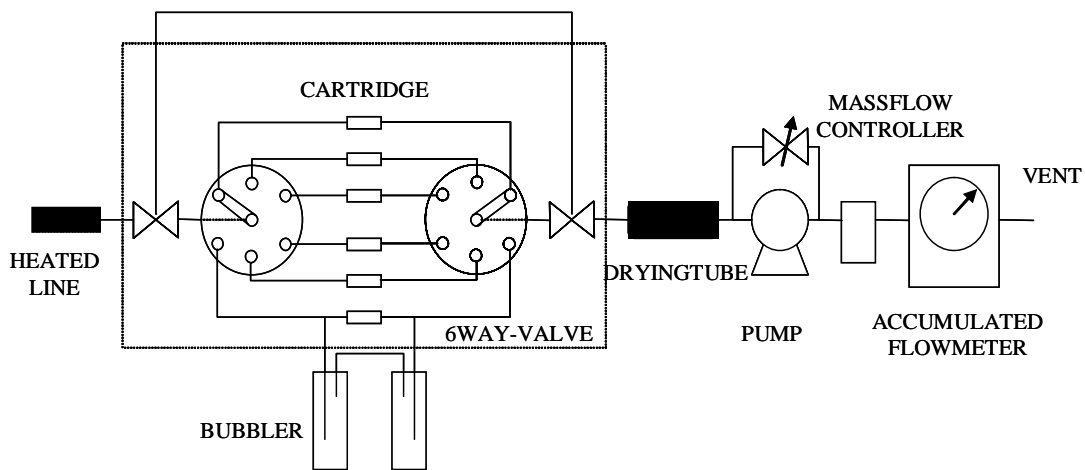 CARTRIDGE
MASSFLOW
CONTROLLER
VENT
HEATED
LINE
DRYINGTUBE
6WAY-VALVE
PUMP
ACCUMULATED
FLOWMETER
BUBBLER